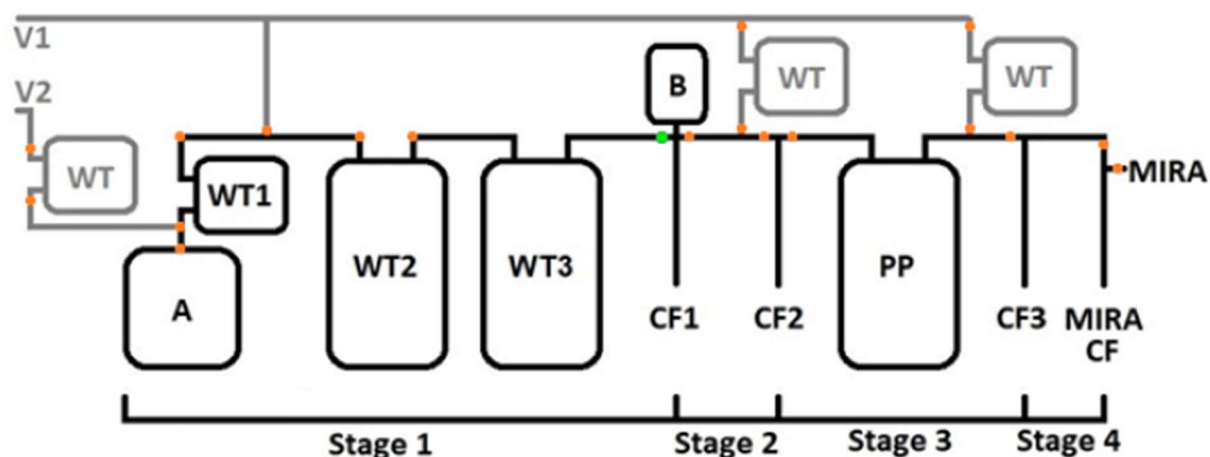 V1
V2
WT
WT1
A
WT2
WT3
B
WT
WT
PP
MIRA
CF1
CF2
CF3
MIRA
CF
Stage 1
Stage 2
Stage 3
Stage 4